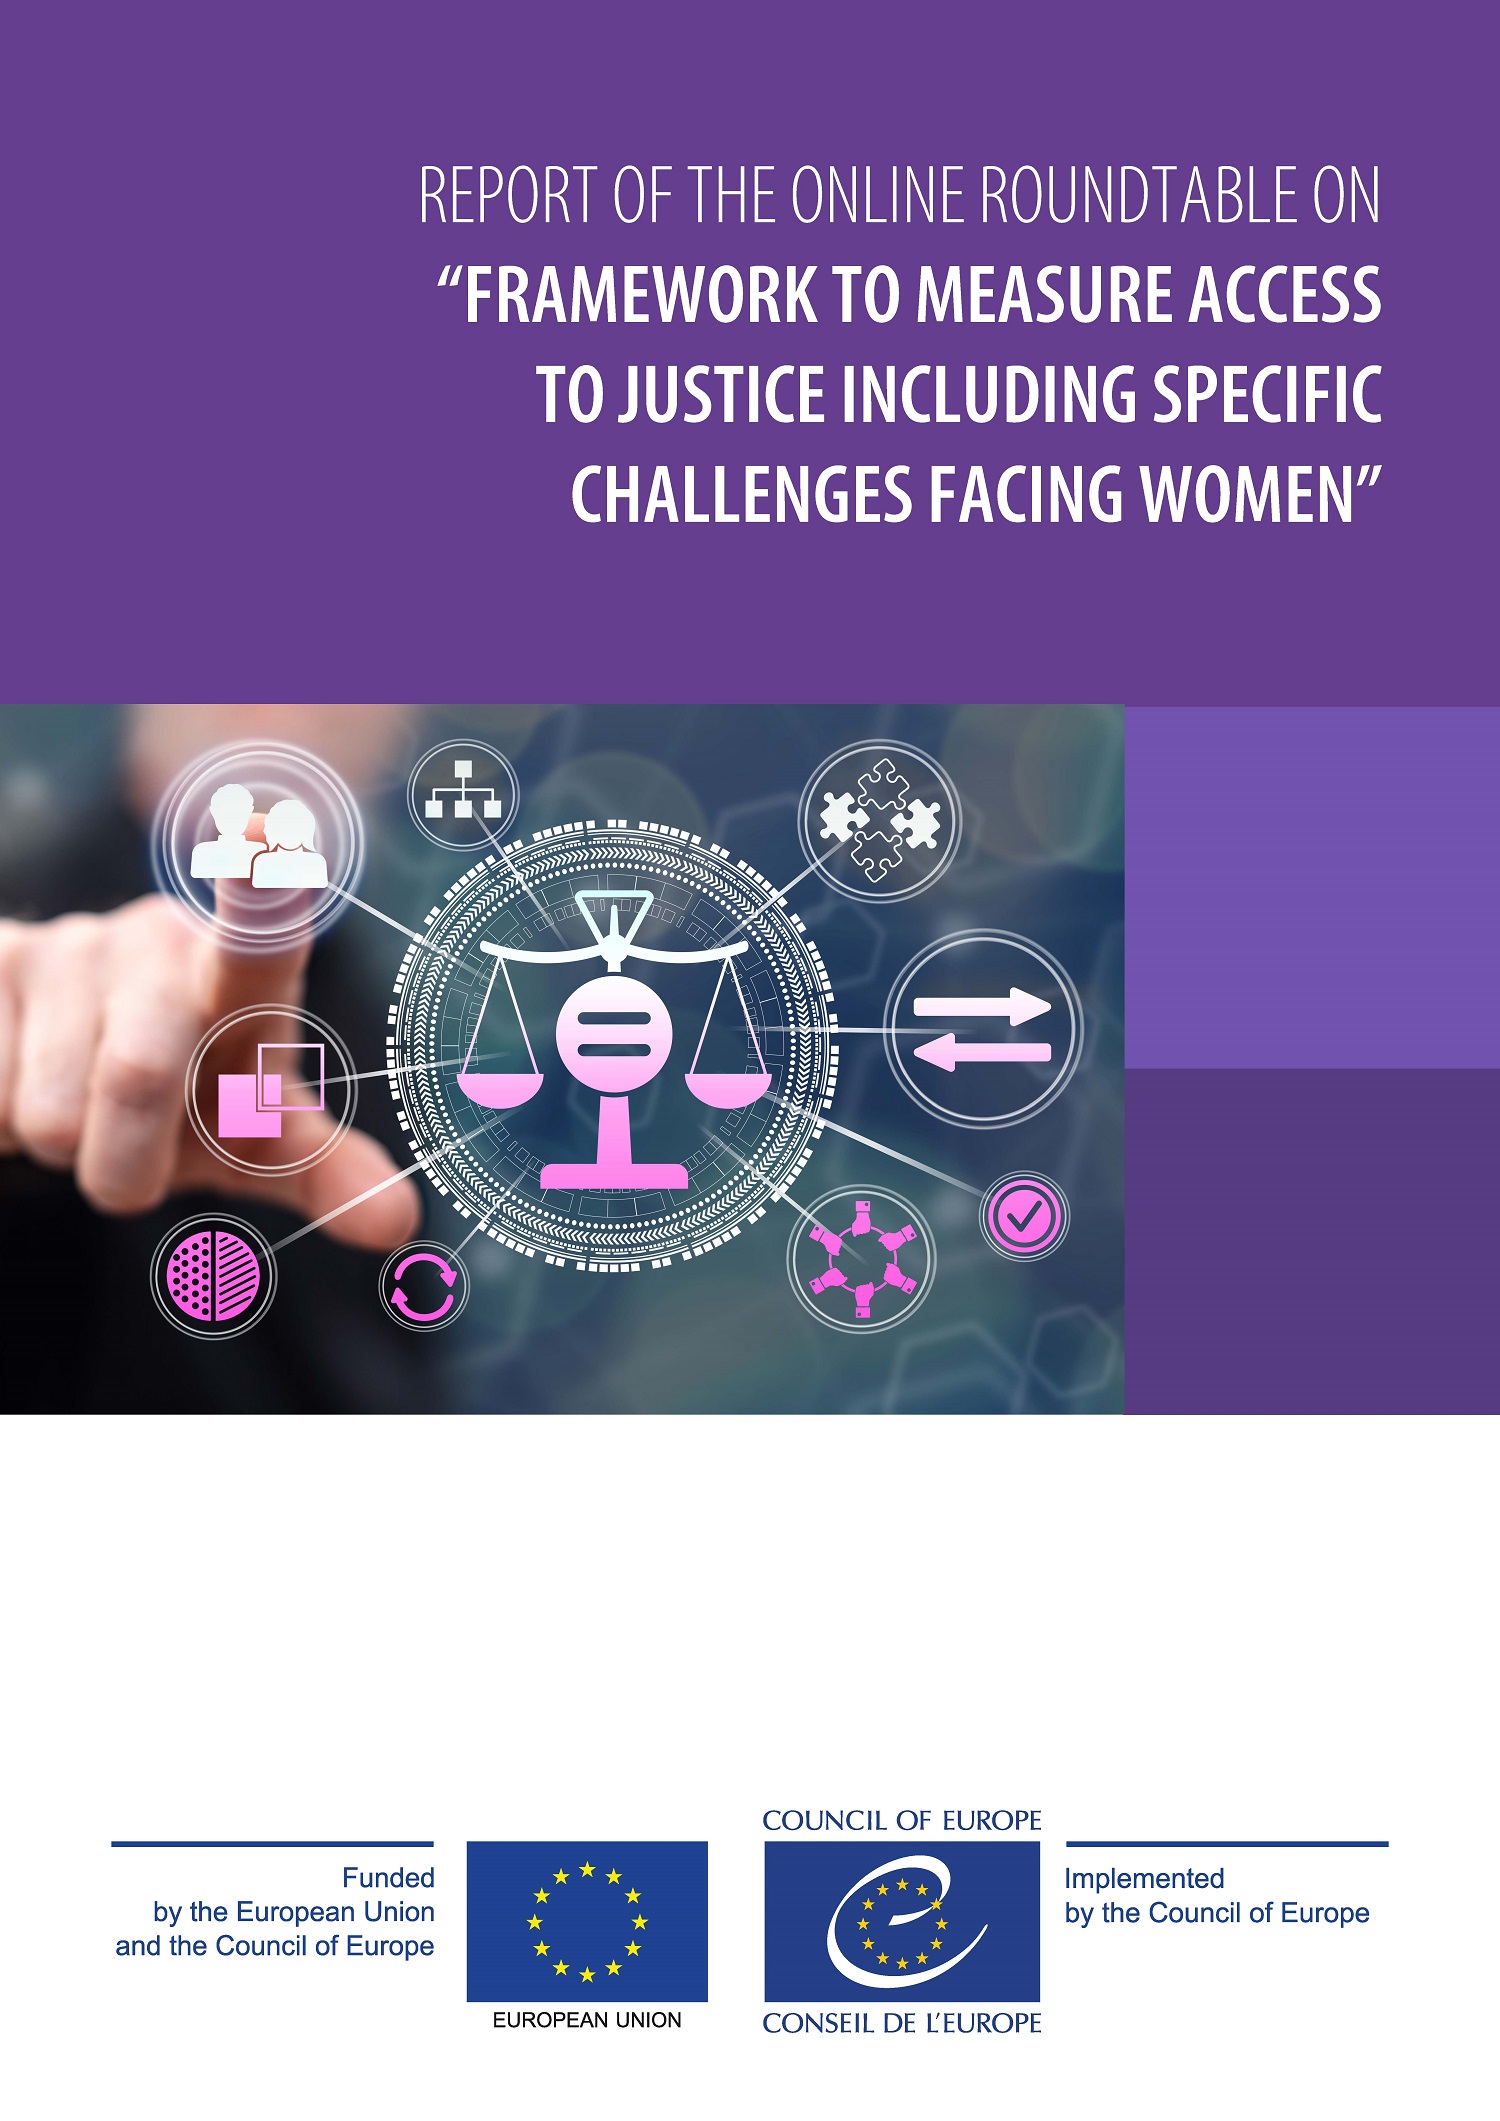 REPORT OF THE ONLINE ROUNDTABLE ON
“FRAMEWORK TO MEASURE ACCESS
TO JUSTICE INCLUDING SPECIFIC
CHALLENGES FACING WOMEN”
Funded
by the European Union
and the Council of Europe
EUROPEAN UNION
COUNCIL OF EUROPE
CONSEIL DE L'EUROPE
Implemented
by the Council of Europe